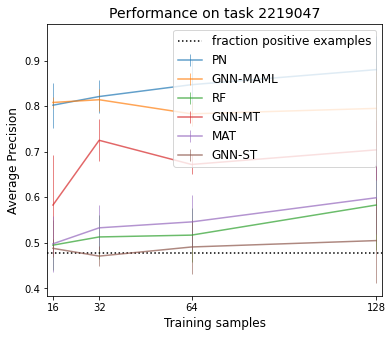 Performance on task 2219047
fraction positive examples
PN
GNN-MAML
RF
GNN-MT
MAT
GNN-ST
Average Precision
0.9
0.8
0.7
0.6
0.5
0.4
16 32 64 128
Training samples